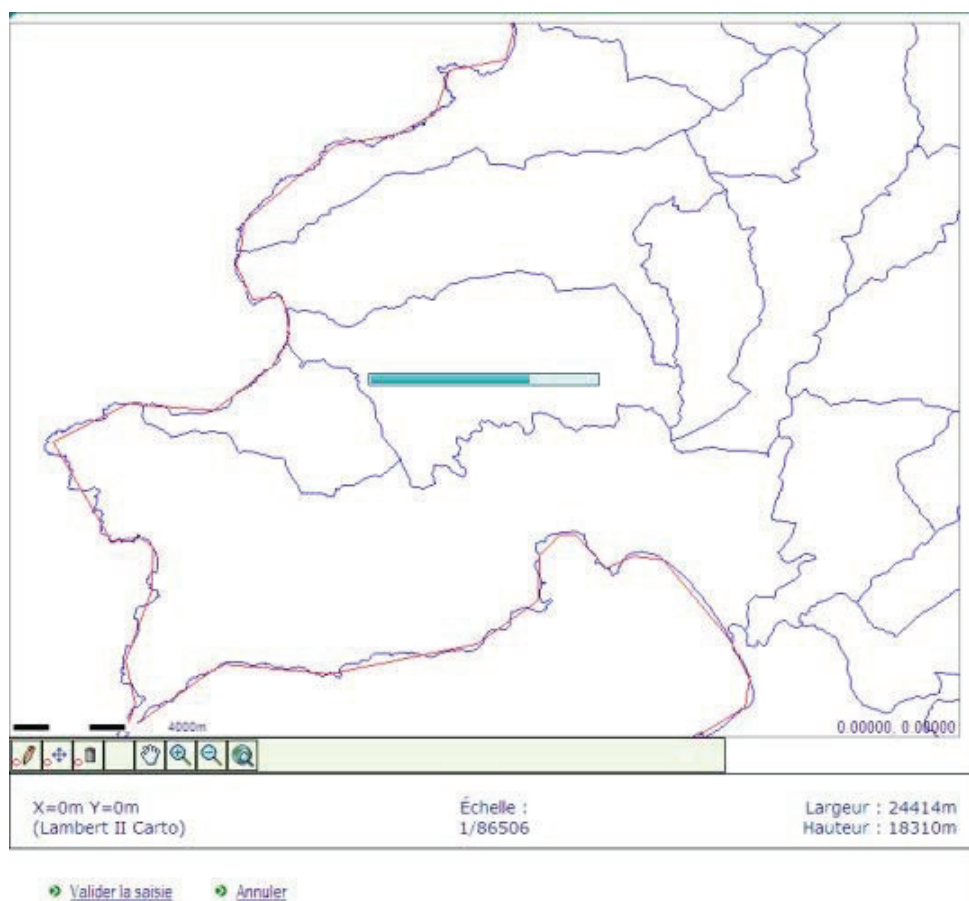 4000m
0.00000, 0.00000
X=0m Y=0m
(Lambert II Carto)
Échelle :
1/86506
Largeur : 24414m
Hauteur : 18310m
Valider la saisie
Annuler